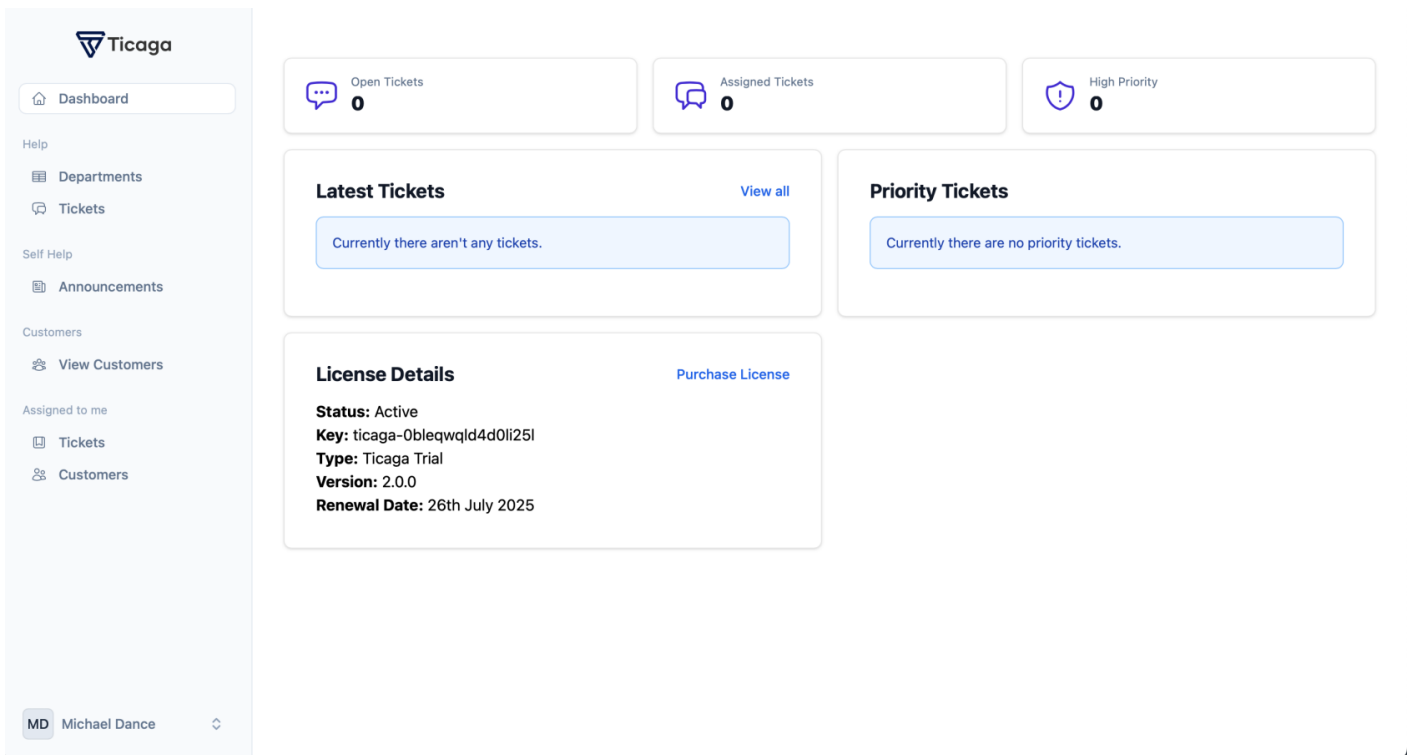 Ticaga
Dashboard
Help
Departments
Tickets
Self Help
Announcements
Customers
View Customers
Assigned to me
Tickets
Customers
MD Michael Dance
Open Tickets
0
Assigned Tickets
0
High Priority
0
Latest Tickets View all
Currently there aren't any tickets.
Priority Tickets
Currently there are no priority tickets.
License Details Purchase License
Status: Active
Key: ticaga-0bleqwqld4d0li25l
Type: Ticaga Trial
Version: 2.0.0
Renewal Date: 26th July 2025